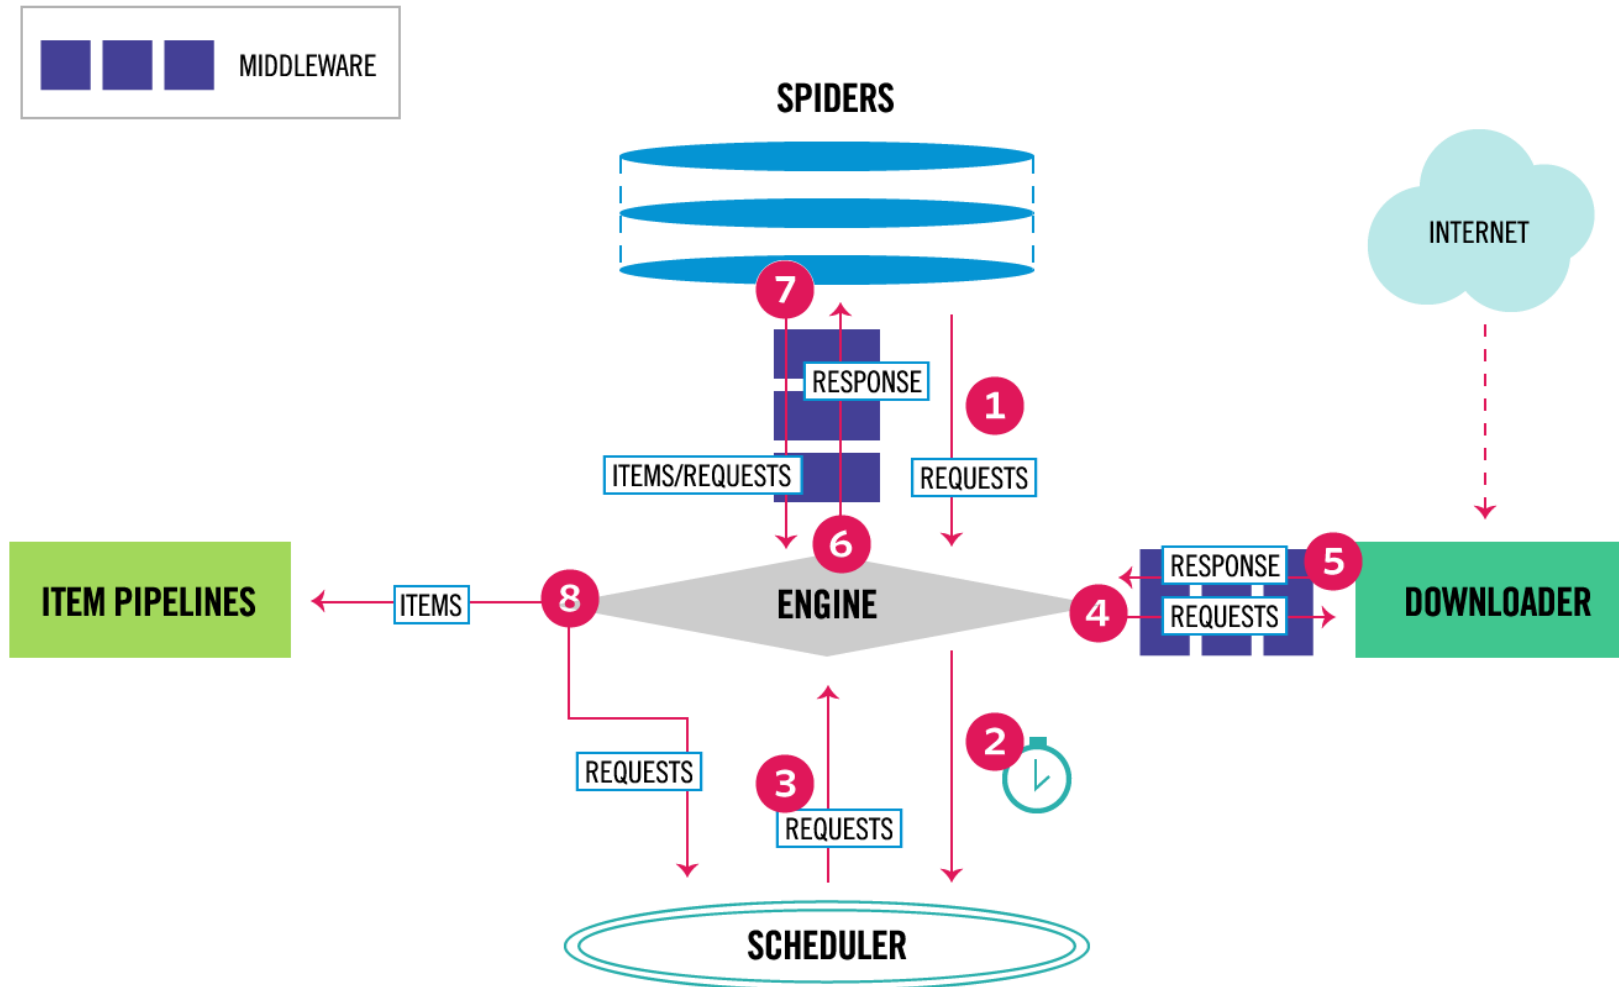 MIDDLEWARE
SPIDERS
INTERNET
7
RESPONSE
1
ITEMS/REQUESTS
REQUESTS
6
5
RESPONSE
ITEM PIPELINES
ITEMS
8
ENGINE
4
REQUESTS
DOWNLOADER
2
REQUESTS
3
REQUESTS
SCHEDULER